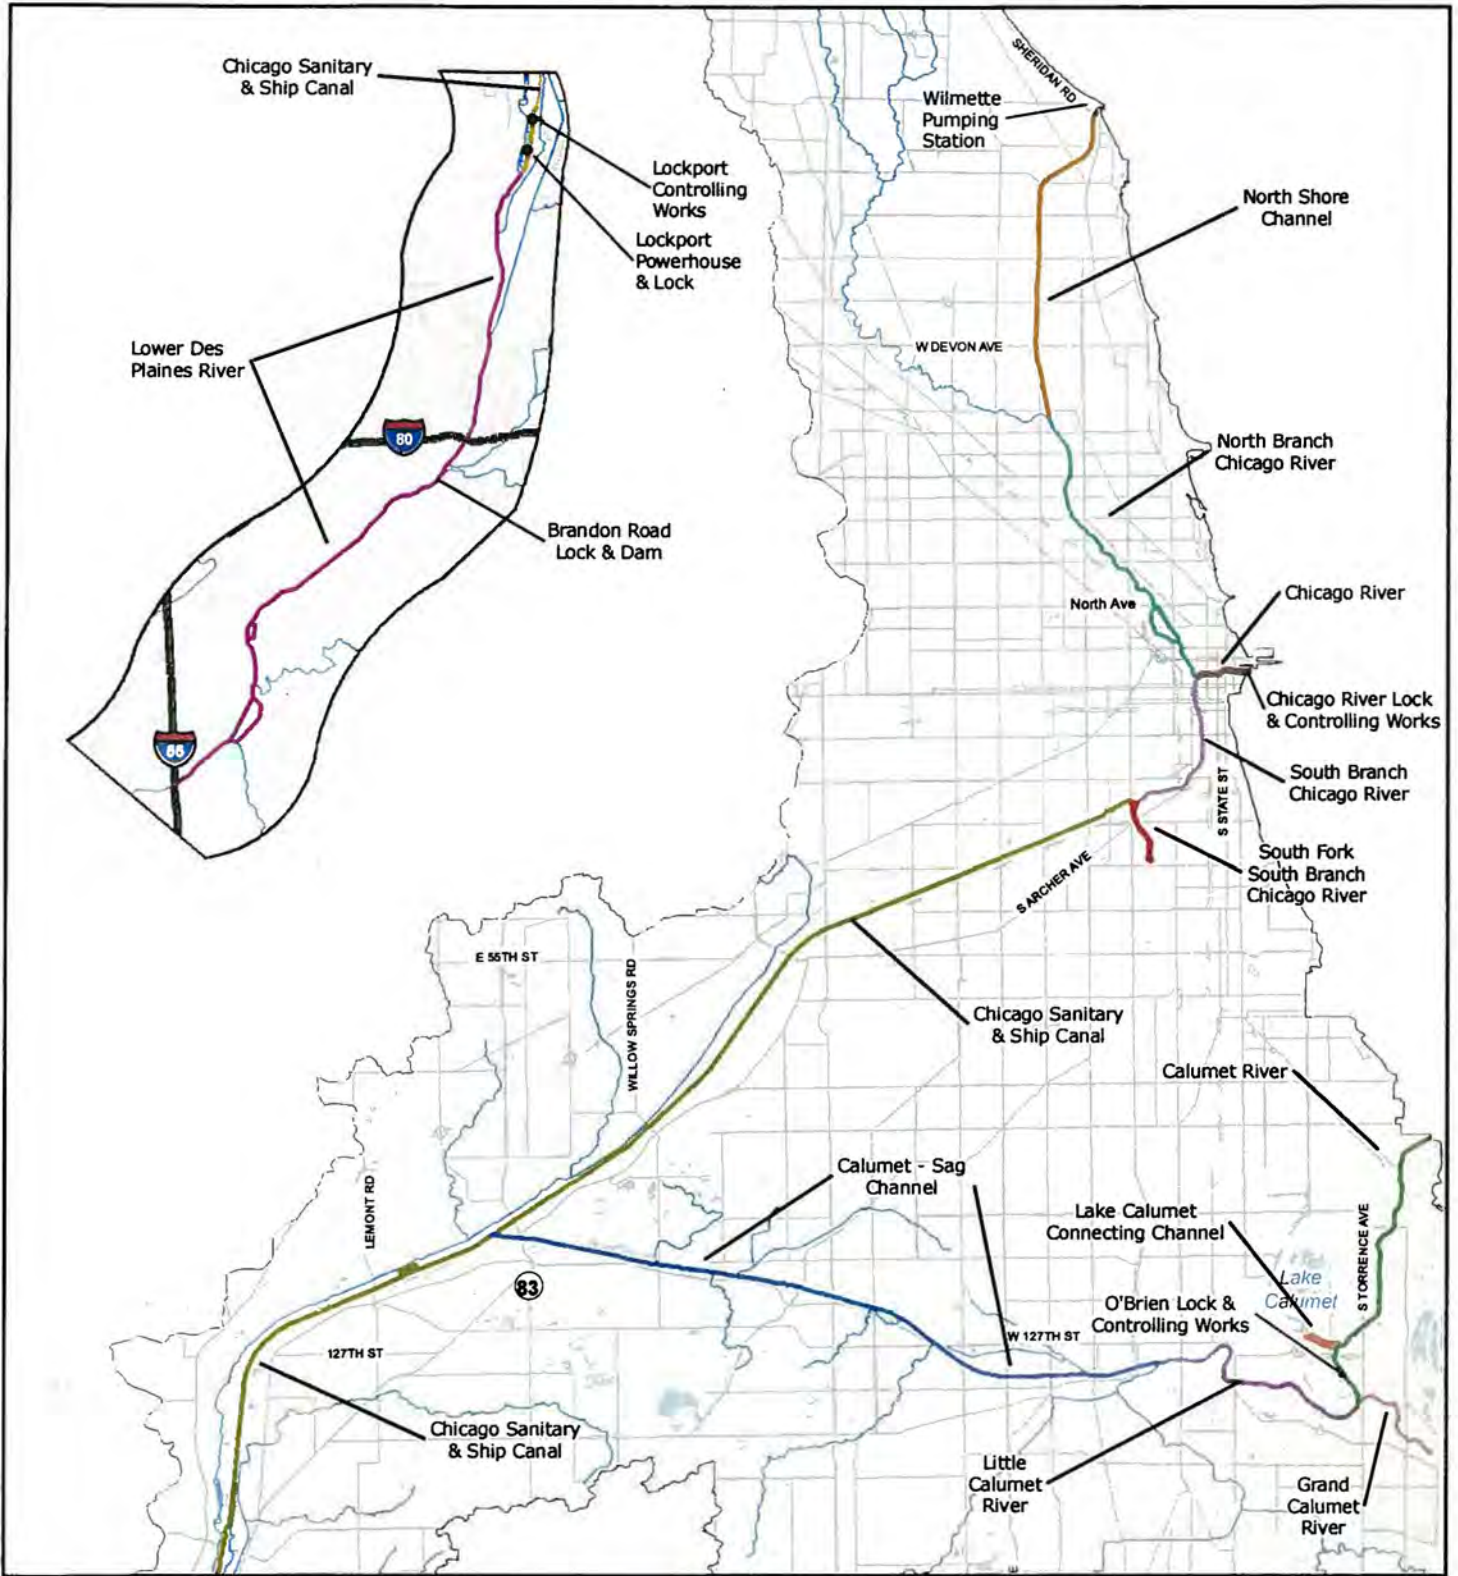 Chicago Sanitary
& Ship Canal
Lockport
Controlling
Works
Lockport
Powerhouse
& Lock
Lower Des
Plaines River
80
Brandon Road
Lock & Dam
55
SHERIDAN RD
Wilmette
Pumping
Station
North Shore
Channel
W DEVON AVE
North Branch
Chicago River
North Ave
Chicago River
Chicago River Lock
& Controlling Works
South Branch
Chicago River
S STATE ST
South Fork
South Branch
Chicago River
S ARCHER AVE
E 55TH ST
WILLOW SPRINGS RD
Chicago Sanitary
& Ship Canal
Calumet River
LEMONT RD
Calumet - Sag
Channel
Lake Calumet
Connecting Channel
S TORRENCE AVE
Lake
Calumet
83
O'Brien Lock &
Controlling Works
127TH ST
W 127TH ST
Chicago Sanitary
& Ship Canal
Little
Calumet
River
Grand
Calumet
River